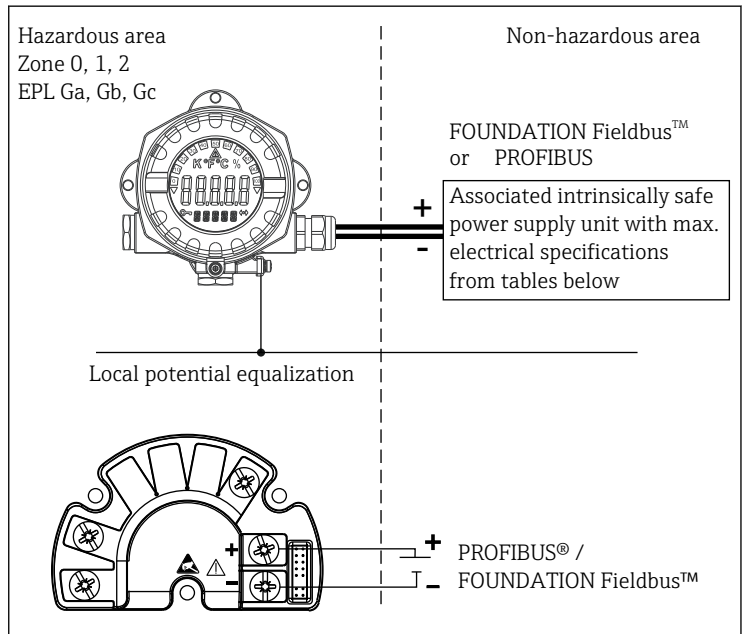 Hazardous area
Zone 0, 1, 2
EPL Ga, Gb, Gc
Non-hazardous area
K °F °C %
FOUNDATION Fieldbus™
or PROFIBUS
+
-
Associated intrinsically safe
power supply unit with max.
electrical specifications
from tables below
Local potential equalization
+
-
+
-
PROFIBUS® /
FOUNDATION Fieldbus™